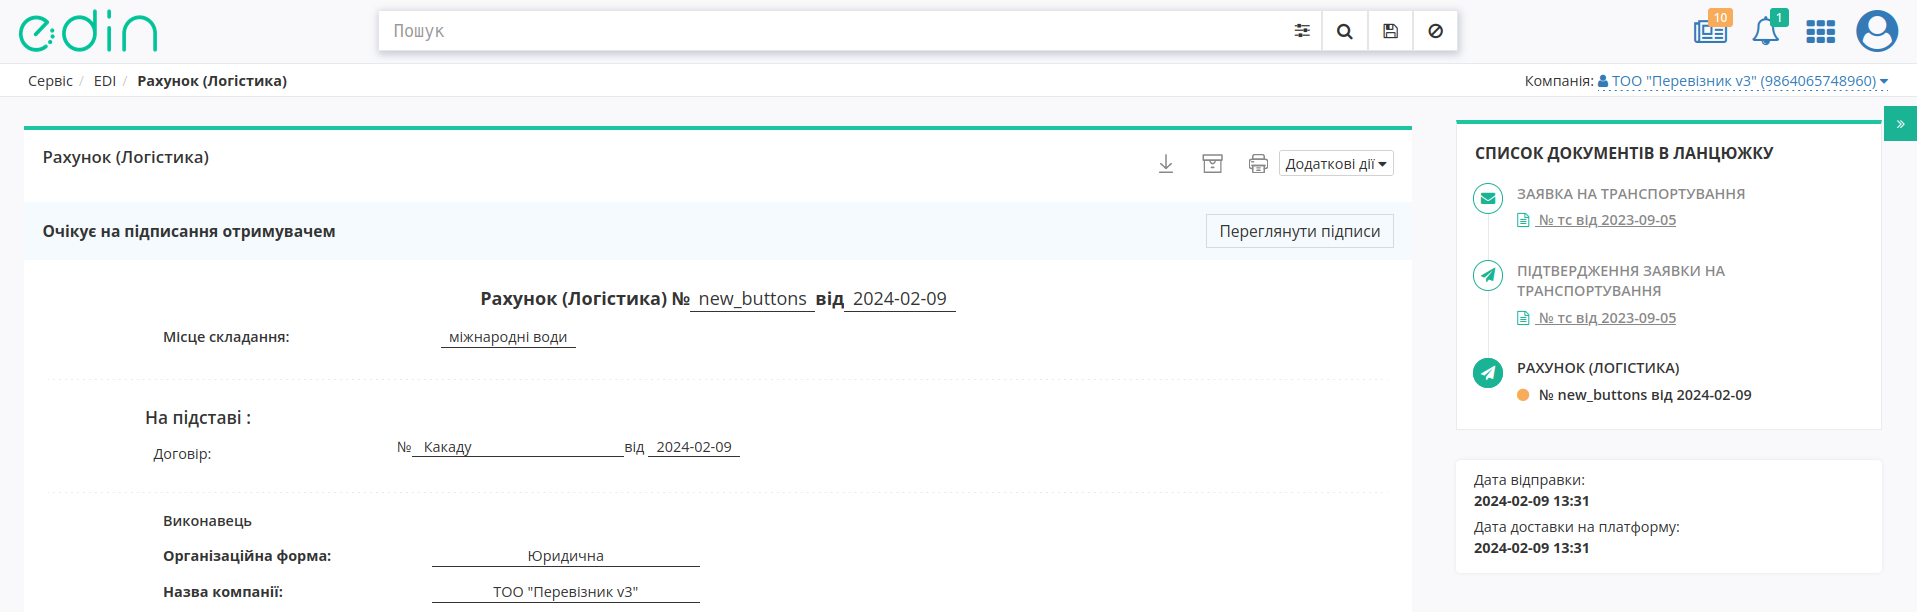 edin
Пошук
10
1
Сервіс / EDI / Рахунок (Логістика)
Компанія: ТОО "Перевізник v3" (9864065748960)
Рахунок (Логістика)
Додаткові дії
Очікує на підписання отримувачем
Переглянути підписи
Рахунок (Логістика) № new_buttons від 2024-02-09
Місце складання: міжнародні води
На підставі :
Договір: № Какаду від 2024-02-09
Виконавець
Організаційна форма: Юридична
Назва компанії: ТОО "Перевізник v3"
»
СПИСОК ДОКУМЕНТІВ В ЛАНЦЮЖКУ
ЗАЯВКА НА ТРАНСПОРТУВАННЯ
№ тс від 2023-09-05
ПІДТВЕРДЖЕННЯ ЗАЯВКИ НА
ТРАНСПОРТУВАННЯ
№ тс від 2023-09-05
РАХУНОК (ЛОГІСТИКА)
№ new_buttons від 2024-02-09
Дата відправки:
2024-02-09 13:31
Дата доставки на платформу:
2024-02-09 13:31